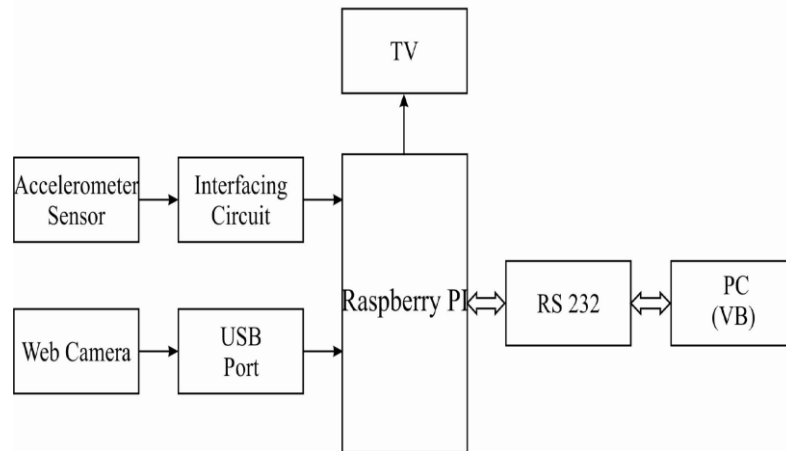 TV
Accelerometer
Sensor
Interfacing
Circuit
Raspberry PI
RS 232
PC
(VB)
Web Camera
USB
Port